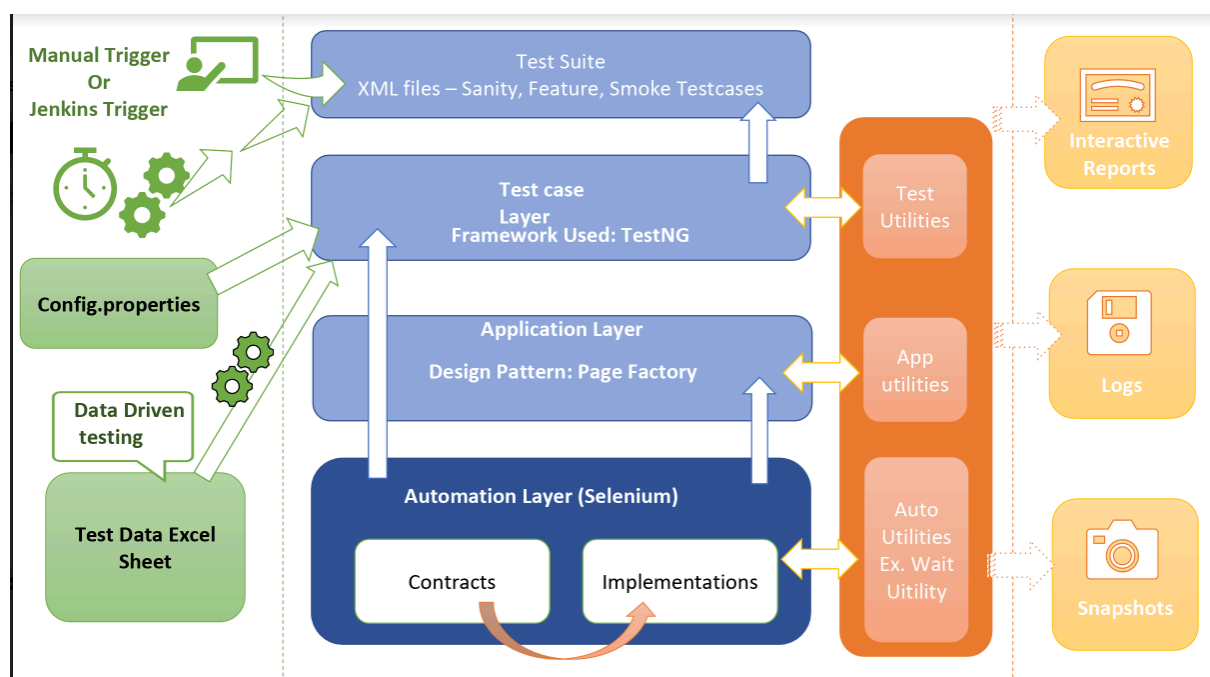 Manual Trigger
Or
Jenkins Trigger
Config.properties
Data Driven
testing
Test Data Excel
Sheet
Test Suite
XML files – Sanity, Feature, Smoke Testcases
Test case
Layer
Framework Used: TestNG
Application Layer
Design Pattern: Page Factory
Automation Layer (Selenium)
Contracts
Implementations
Test
Utilities
App
utilities
Auto
Utilities
Ex. Wait
Uitility
Interactive
Reports
Logs
Snapshots